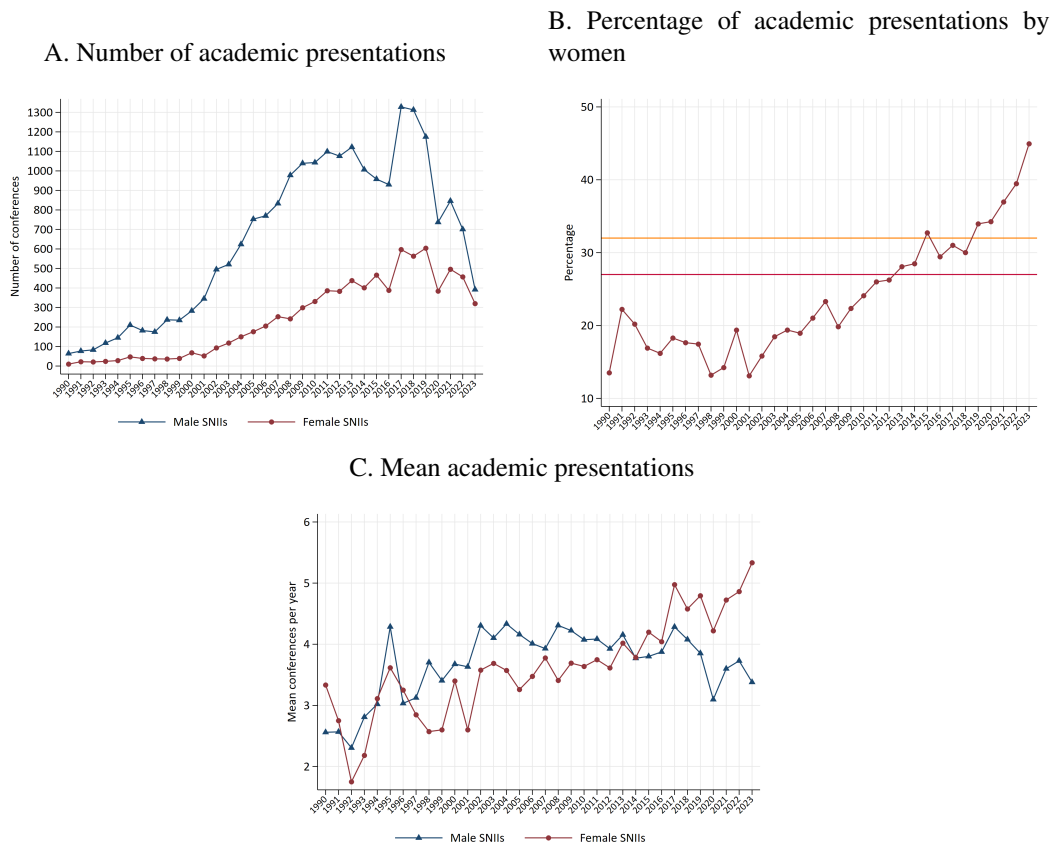 A. Number of academic presentations
B. Percentage of academic presentations by
women
Number of conferences
1300
1200
1100
1000
900
800
700
600
500
400
300
200
100
0
1990 1991 1992 1993 1994 1995 1996 1997 1998 1999 2000 2001 2002 2003 2004 2005 2006 2007 2008 2009 2010 2011 2012 2013 2014 2015 2016 2017 2018 2019 2020 2021 2022 2023
Male SNIIs Female SNIIs
Percentage
50
40
30
20
10
1990 1991 1992 1993 1994 1995 1996 1997 1998 1999 2000 2001 2002 2003 2004 2005 2006 2007 2008 2009 2010 2011 2012 2013 2014 2015 2016 2017 2018 2019 2020 2021 2022 2023
C. Mean academic presentations
Mean conferences per year
6
5
4
3
2
1990 1991 1992 1993 1994 1995 1996 1997 1998 1999 2000 2001 2002 2003 2004 2005 2006 2007 2008 2009 2010 2011 2012 2013 2014 2015 2016 2017 2018 2019 2020 2021 2022 2023
Male SNIIs Female SNIIs